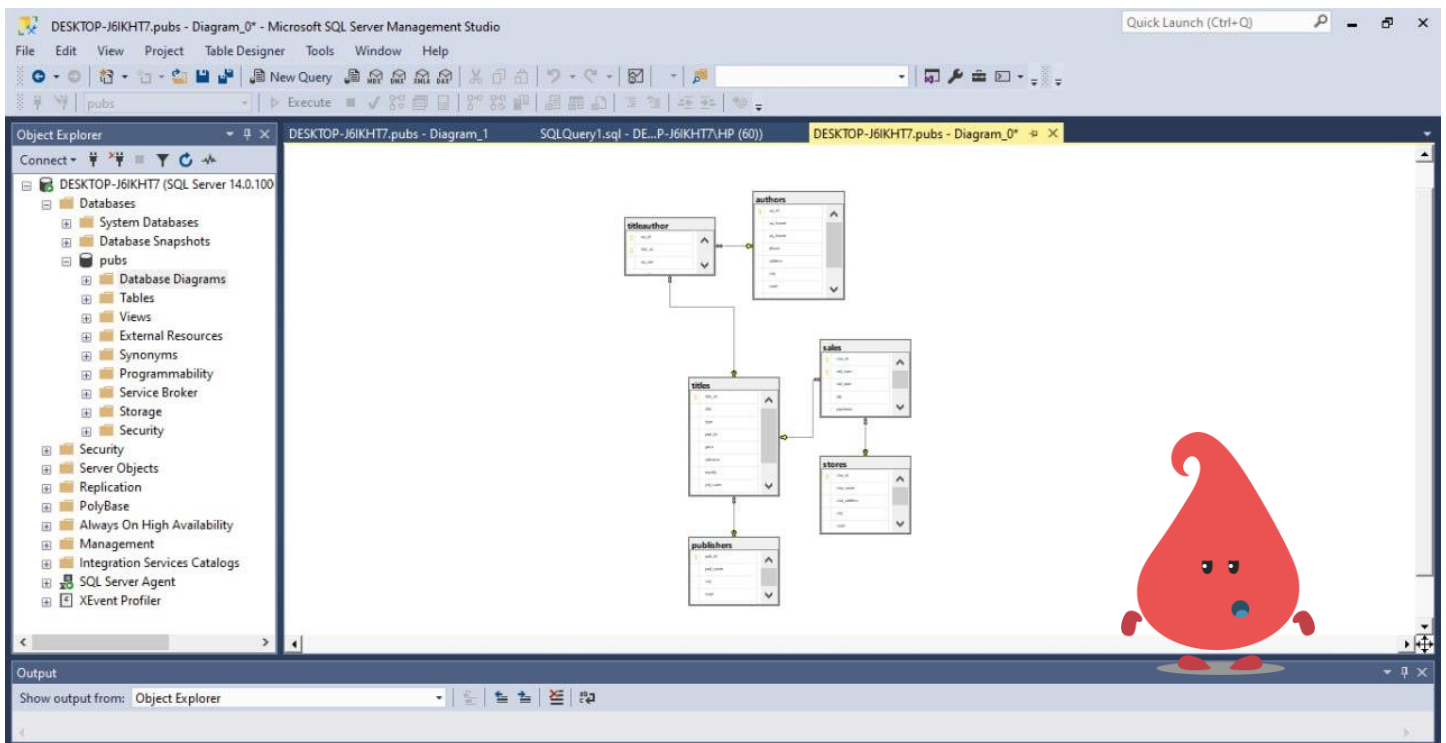 DESKTOP-J6IKHT7.pubs - Diagram_0* - Microsoft SQL Server Management Studio
Quick Launch (Ctrl+Q)
File Edit View Project Table Designer Tools Window Help
New Query
pubs Execute
Object Explorer
DESKTOP-J6IKHT7.pubs - Diagram_1 SQLQuery1.sql - DE...P-J6IKHT7\HP (60)) DESKTOP-J6IKHT7.pubs - Diagram_0*
Connect
DESKTOP-J6IKHT7 (SQL Server 14.0.100
Databases
System Databases
Database Snapshots
pubs
Database Diagrams
Tables
Views
External Resources
Synonyms
Programmability
Service Broker
Storage
Security
Security
Server Objects
Replication
PolyBase
Always On High Availability
Management
Integration Services Catalogs
SQL Server Agent
XEvent Profiler
authors
titleauthor
sales
titles
stores
publishers
Output
Show output from: Object Explorer